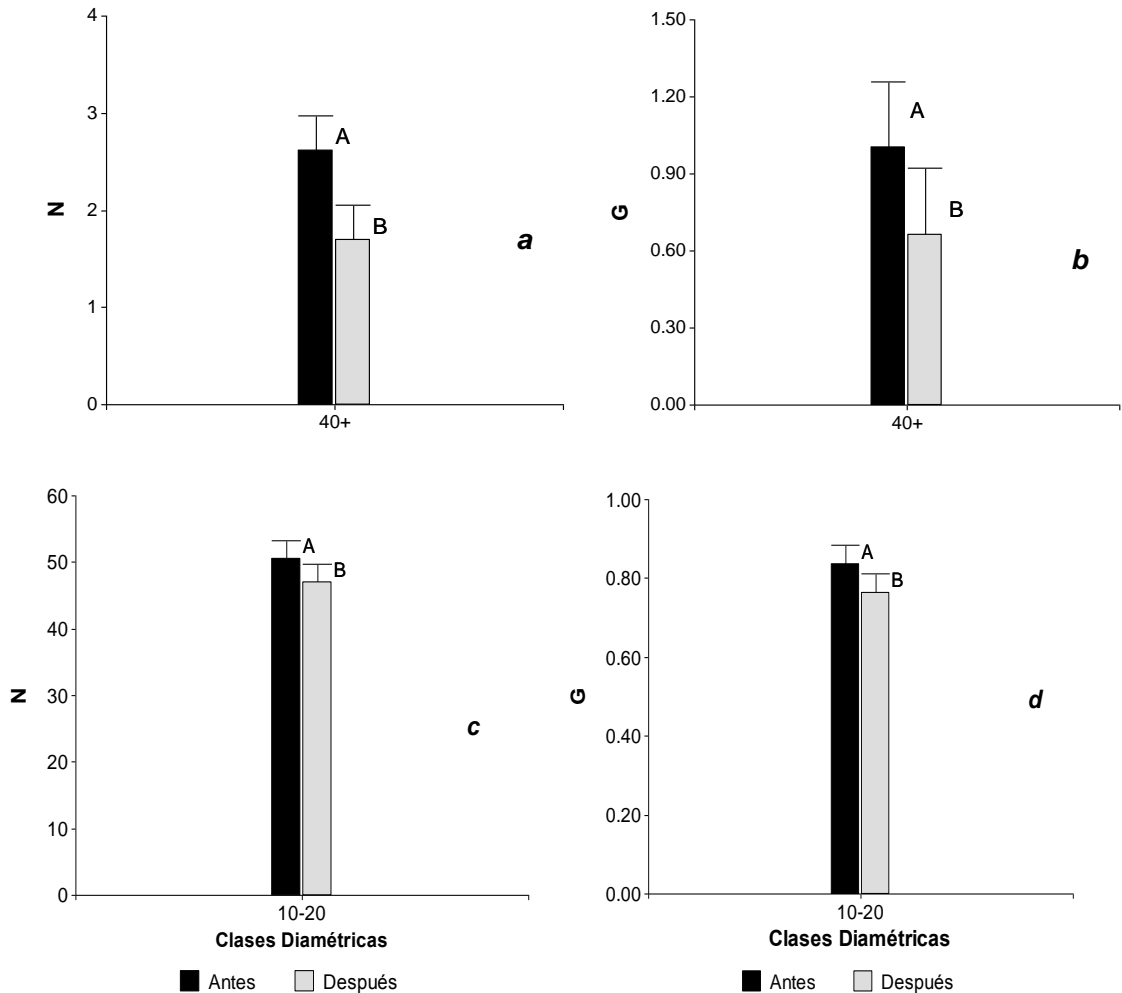 4
3
2
1
0
N
A
B
a
40+
1.50
1.20
0.90
0.60
0.30
0.00
G
A
B
b
40+
60
50
40
30
20
10
0
N
A
B
c
10-20
Clases Diamétricas
Antes Después
1.00
0.80
0.60
0.40
0.20
0.00
G
A
B
d
10-20
Clases Diamétricas
Antes Después